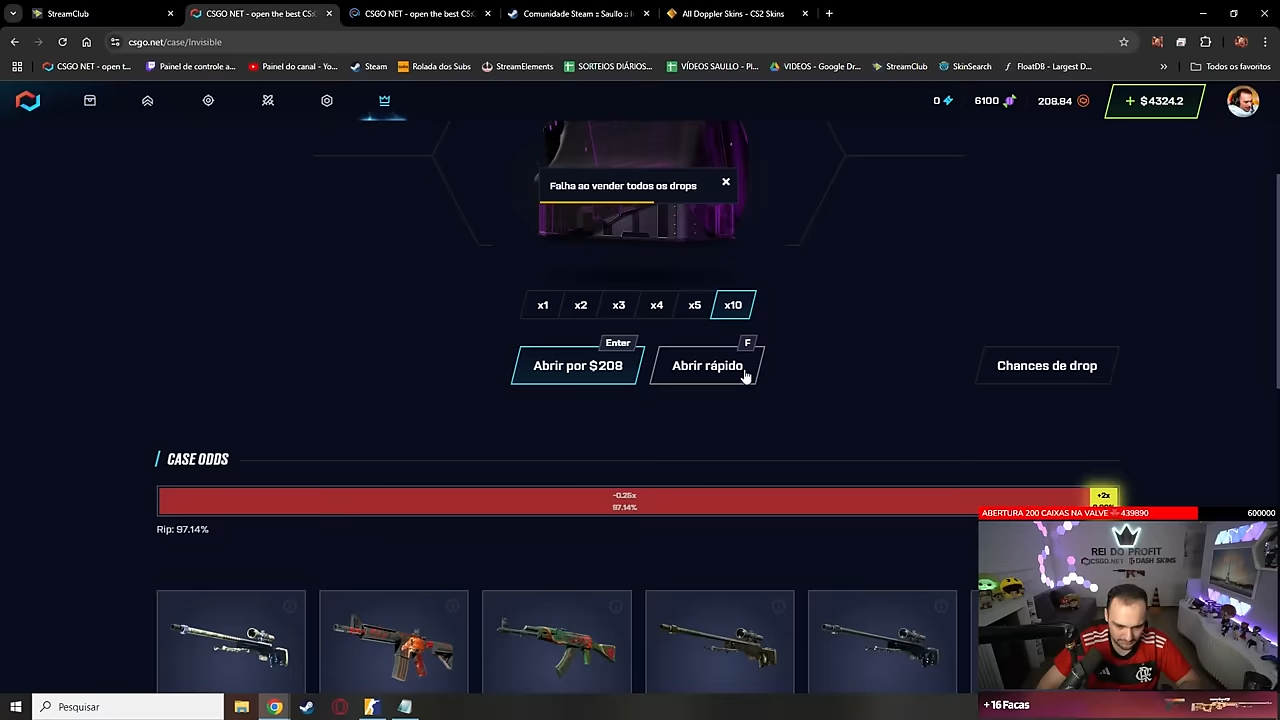 StreamClub
CSGO NET - open the best CS:
CSGO NET - open the best CS:
Comunidade Steam :: Saullo ::
All Doppler Skins - CS2 Skins
csgo.net/case/Invisible
CSGO NET - open t...
Painel de controle a...
Painel do canal - Yo...
Steam
Rolada dos Subs
StreamElements
SORTEIOS DIÁRIOS...
VÍDEOS SAULLO - Pl...
VIDEOS - Google Dr...
StreamClub
SkinSearch
FloatDB - Largest D...
Todos os favoritos
0
6100
208.84
+ $4324.2
Falha ao vender todos os drops
x1
x2
x3
x4
x5
x10
Enter
F
Abrir por $208
Abrir rápido
Chances de drop
CASE ODDS
-0.25x
97.14%
+2x
Rip: 97.14%
ABERTURA 200 CAIXAS NA VALVE 439890
600000
REI DO PROFIT
CSGO.NET
DASH SKINS
+16 Facas
Pesquisar